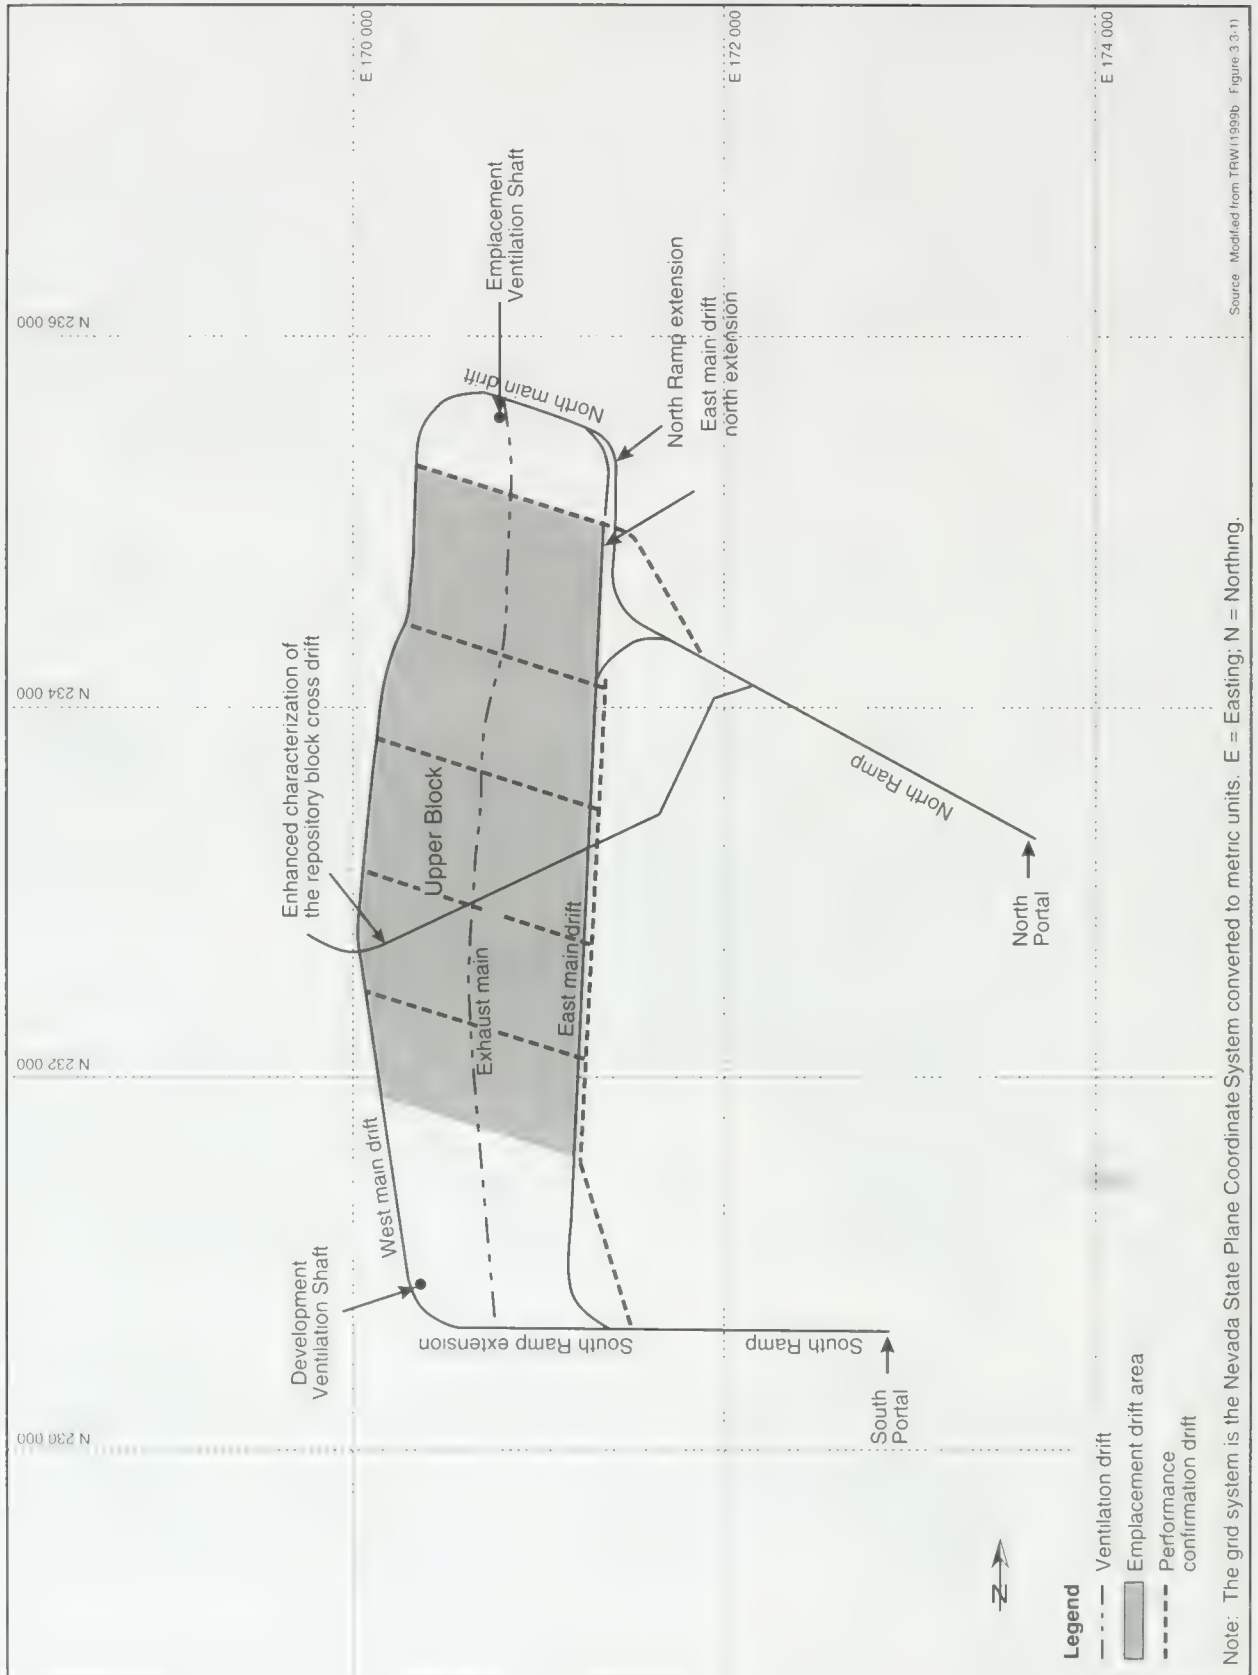 E 170 000
E 172 000
E 174 000
N 236 000
N 234 000
N 232 000
N 230 000
Emplacement
Ventilation Shaft
North main drift
North Ramp extension
East main drift
north extension
Enhanced characterization of
the repository block cross drift
Upper Block
Exhaust main
East main drift
West main drift
Development
Ventilation Shaft
South Ramp extension
South Ramp
South
Portal
North Ramp
North
Portal
N
Legend
Ventilation drift
Emplacement drift area
Performance
confirmation drift
Note: The grid system is the Nevada State Plane Coordinate System converted to metric units. E = Easting; N = Northing.
Source Modified from TRW (1999b Figure 3 3-1)